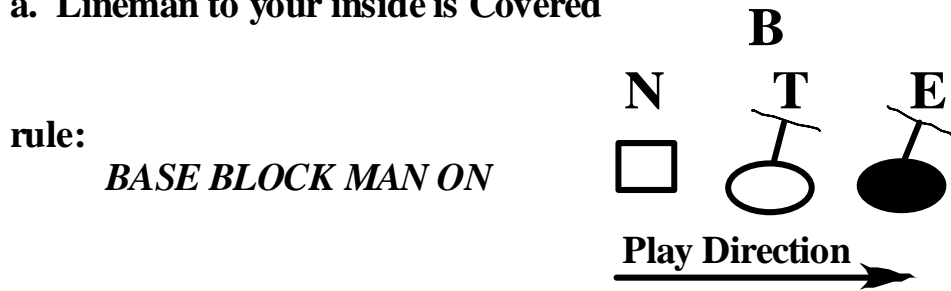 a. Lineman to your inside is Covered
B
N T E
rule:
BASE BLOCK MAN ON
Play Direction